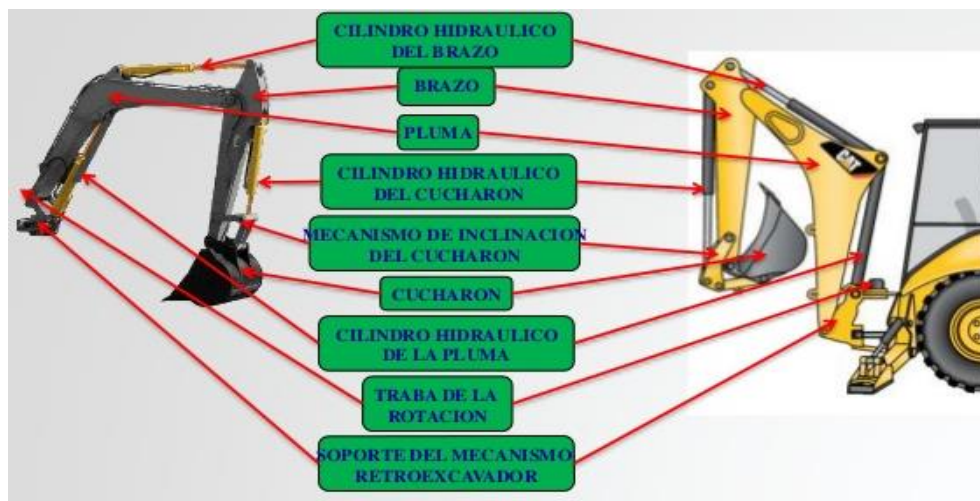 CILINDRO HIDRAULICO
DEL BRAZO
BRAZO
PLUMA
CAT
CILINDRO HIDRAULICO
DEL CUCHARON
MECANISMO DE INCLINACION
DEL CUCHARON
CUCHARON
CILINDRO HIDRAULICO
DE LA PLUMA
TRABA DE LA
ROTACION
SOPORTE DEL MECANISMO
RETROEXCAVADOR